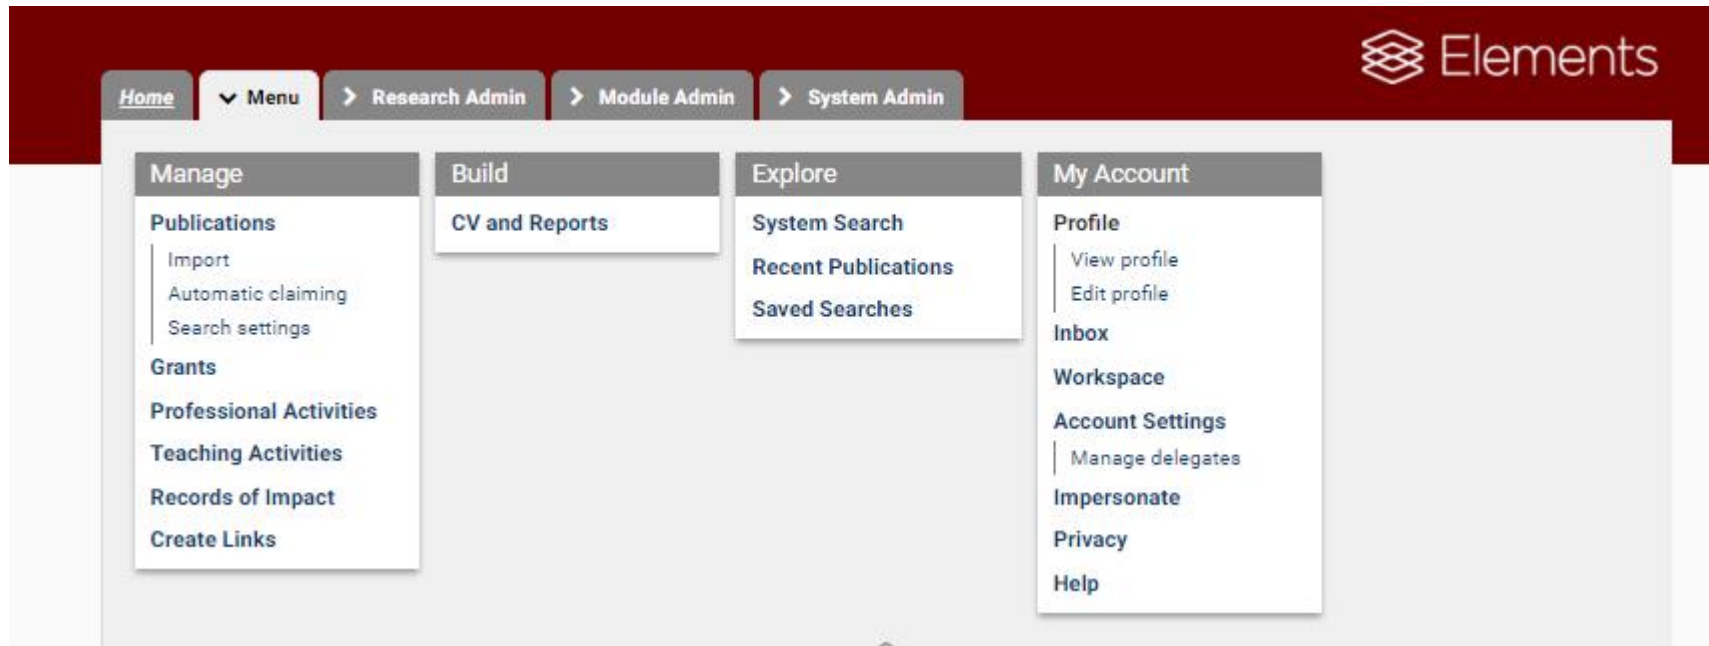 Elements
Home
Menu
Research Admin
Module Admin
System Admin
Manage
Publications
Import
Automatic claiming
Search settings
Grants
Professional Activities
Teaching Activities
Records of Impact
Create Links
Build
CV and Reports
Explore
System Search
Recent Publications
Saved Searches
My Account
Profile
View profile
Edit profile
Inbox
Workspace
Account Settings
Manage delegates
Impersonate
Privacy
Help